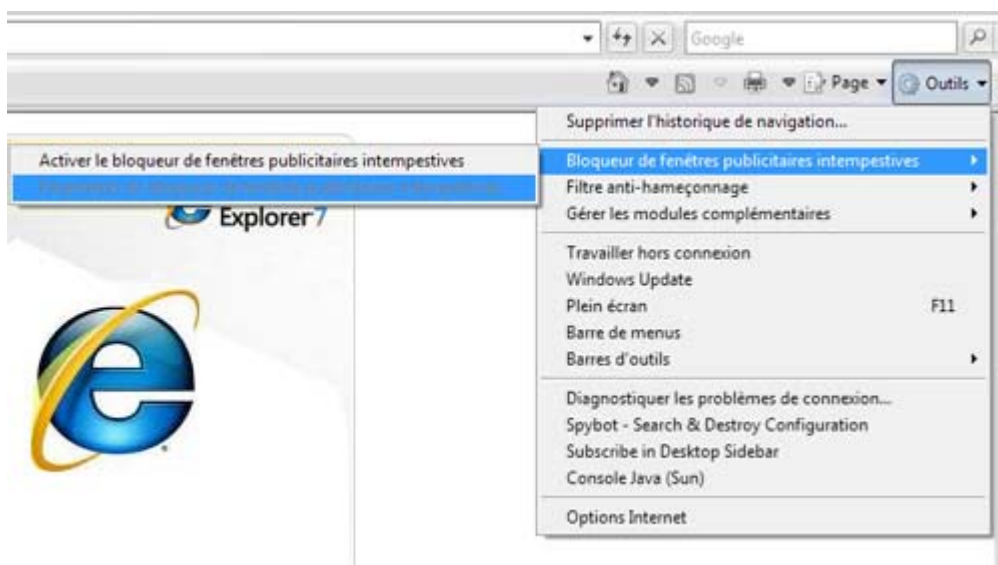 Google
Page
Outils
Supprimer l'historique de navigation...
Activer le bloqueur de fenêtres publicitaires intempestives
Bloqueur de fenêtres publicitaires intempestives
Filtre anti-hameçonnage
Gérer les modules complémentaires
Explorer 7
Travailler hors connexion
Windows Update
Plein écran F11
Barre de menus
Barres d'outils
Diagnostiquer les problèmes de connexion...
Spybot - Search & Destroy Configuration
Subscribe in Desktop Sidebar
Console Java (Sun)
Options Internet